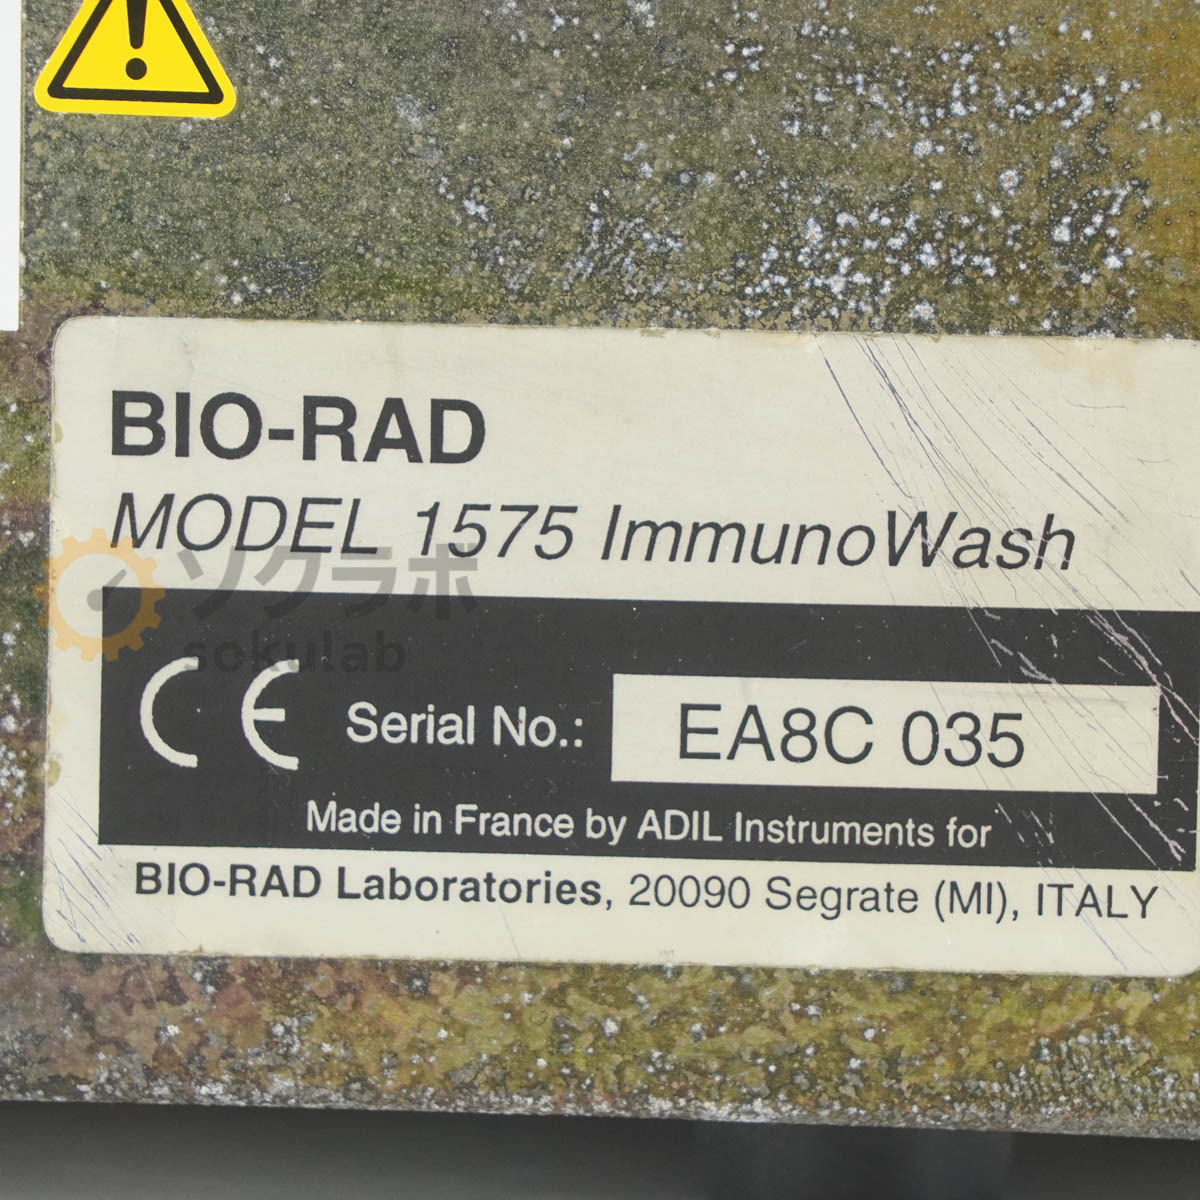 BIO-RAD
MODEL 1575 ImmunoWash
ソクラボ
sokulab
CE Serial No.: EA8C 035
Made in France by ADIL Instruments for
BIO-RAD Laboratories, 20090 Segrate (MI), ITALY